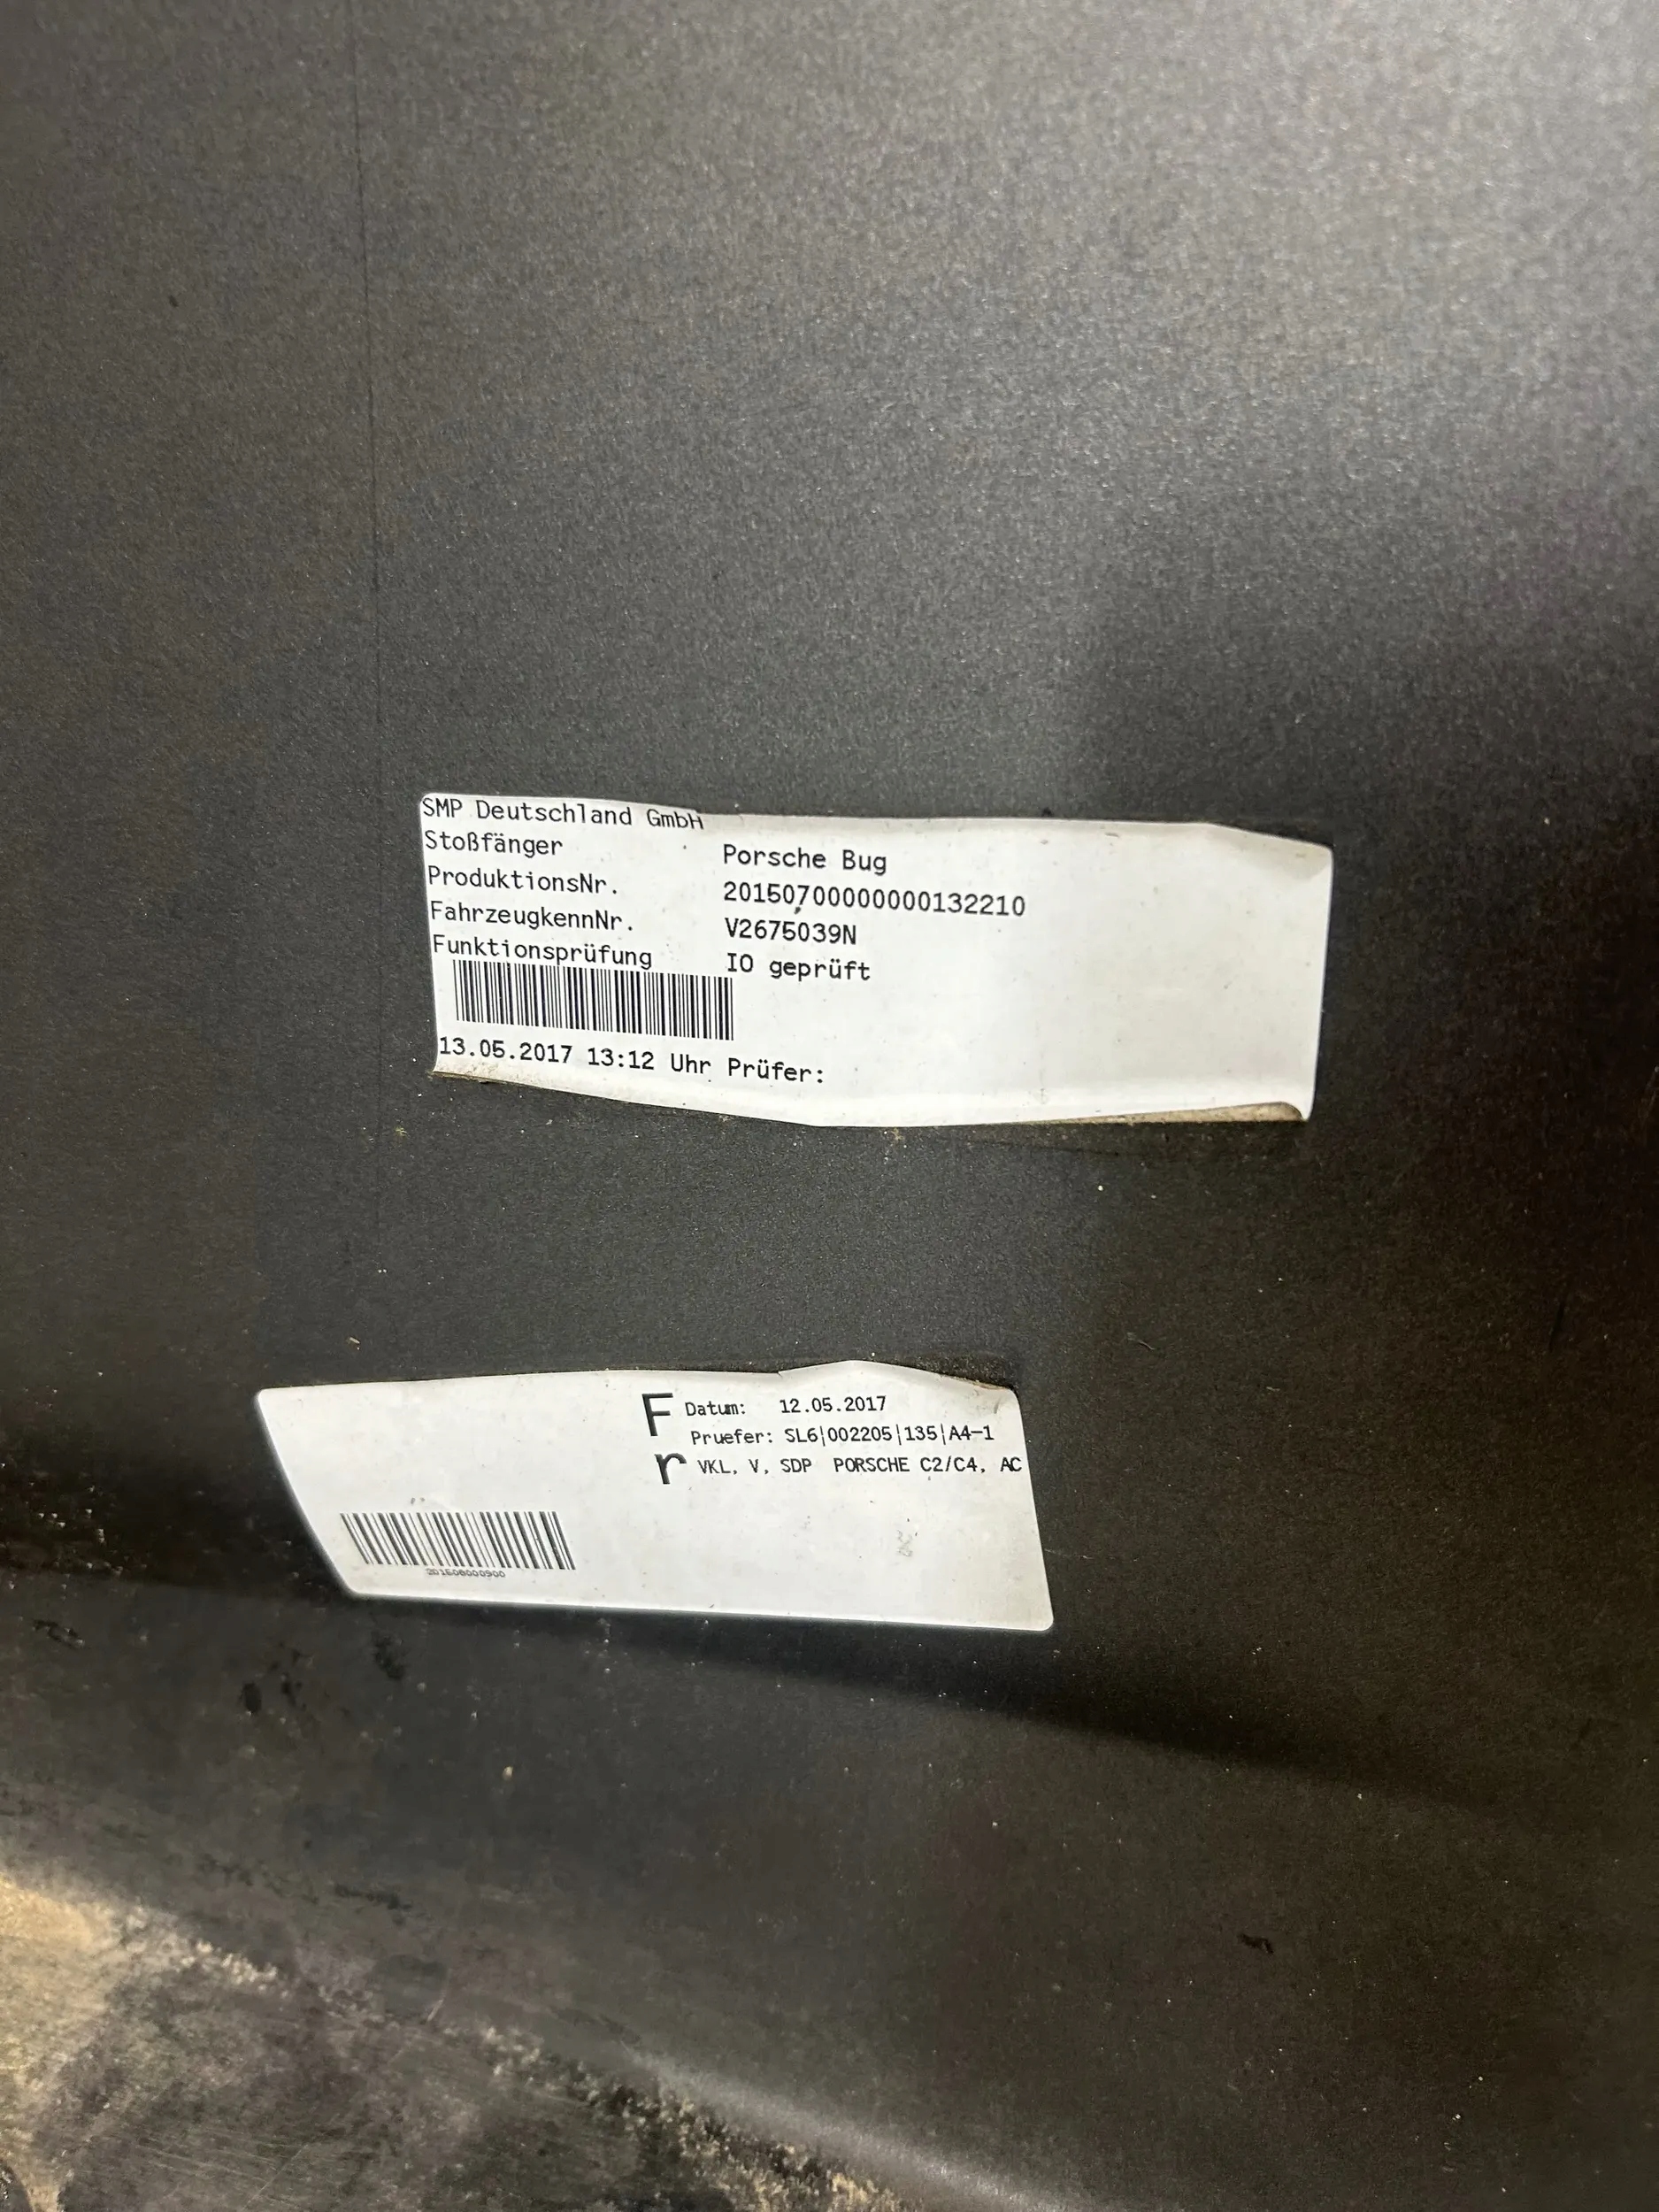 SMP Deutschland GmbH
Stoßfänger Porsche Bug
ProduktionsNr. 20150700000000132210
FahrzeugkennNr. V2675039N
Funktionsprüfung IO geprüft
13.05.2017 13:12 Uhr Prüfer:
F Datum: 12.05.2017
Pruefer: SL6|002205|135|A4-1
r VKL, V, SDP PORSCHE C2/C4, AC